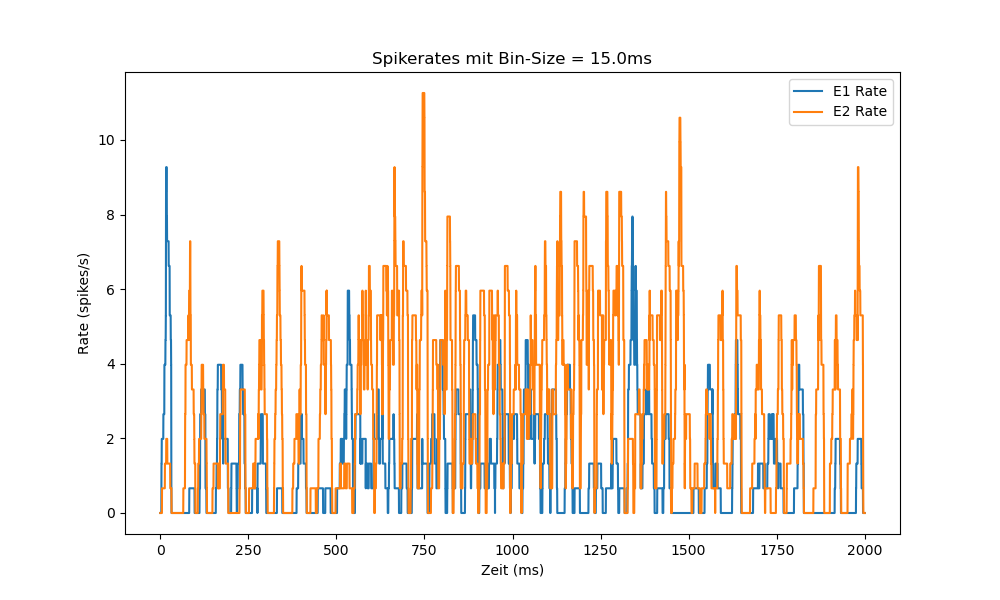 Spikerates mit Bin-Size = 15.0ms
E1 Rate
E2 Rate
Rate (spikes/s)
10
8
6
4
2
0
0 250 500 750 1000 1250 1500 1750 2000
Zeit (ms)